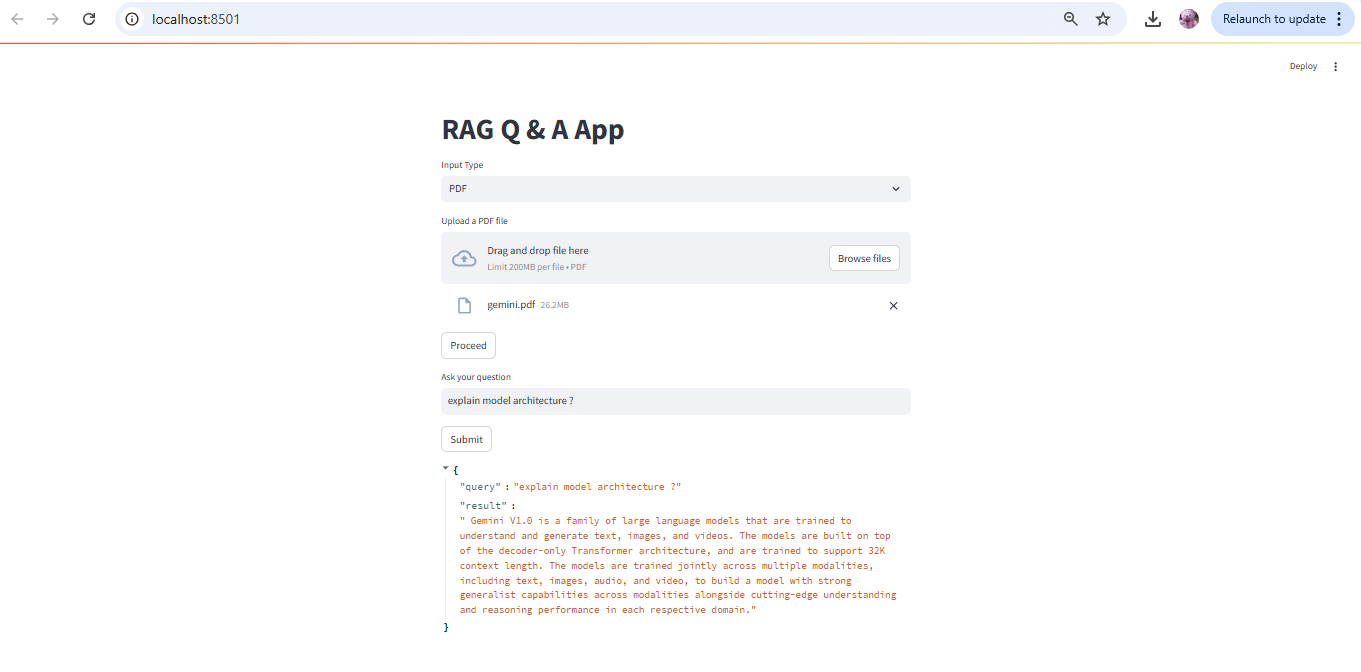 localhost:8501
Relaunch to update
Deploy
RAG Q & A App
Input Type
PDF
Upload a PDF file
Drag and drop file here
Limit 200MB per file • PDF
Browse files
gemini.pdf 26.2MB
Proceed
Ask your question
explain model architecture ?
Submit
{
"query" : "explain model architecture ?"
"result" :
" Gemini V1.0 is a family of large language models that are trained to
understand and generate text, images, and videos. The models are built on top
of the decoder-only Transformer architecture, and are trained to support 32K
context length. The models are trained jointly across multiple modalities,
including text, images, audio, and video, to build a model with strong
generalist capabilities across modalities alongside cutting-edge understanding
and reasoning performance in each respective domain."
}